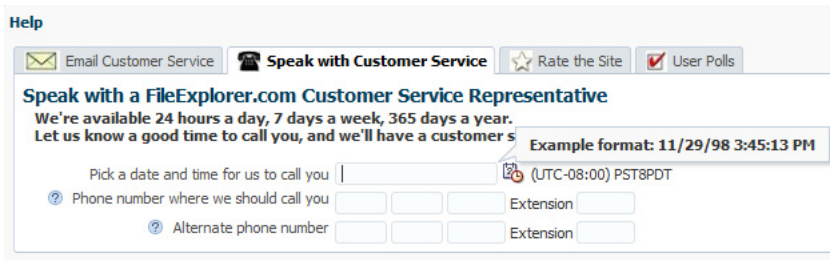 Help
Email Customer Service Speak with Customer Service Rate the Site User Polls
Speak with a FileExplorer.com Customer Service Representative
We're available 24 hours a day, 7 days a week, 365 days a year.
Let us know a good time to call you, and we'll have a customer s
Example format: 11/29/98 3:45:13 PM
Pick a date and time for us to call you (UTC-08:00) PST8PDT
Phone number where we should call you Extension
Alternate phone number Extension